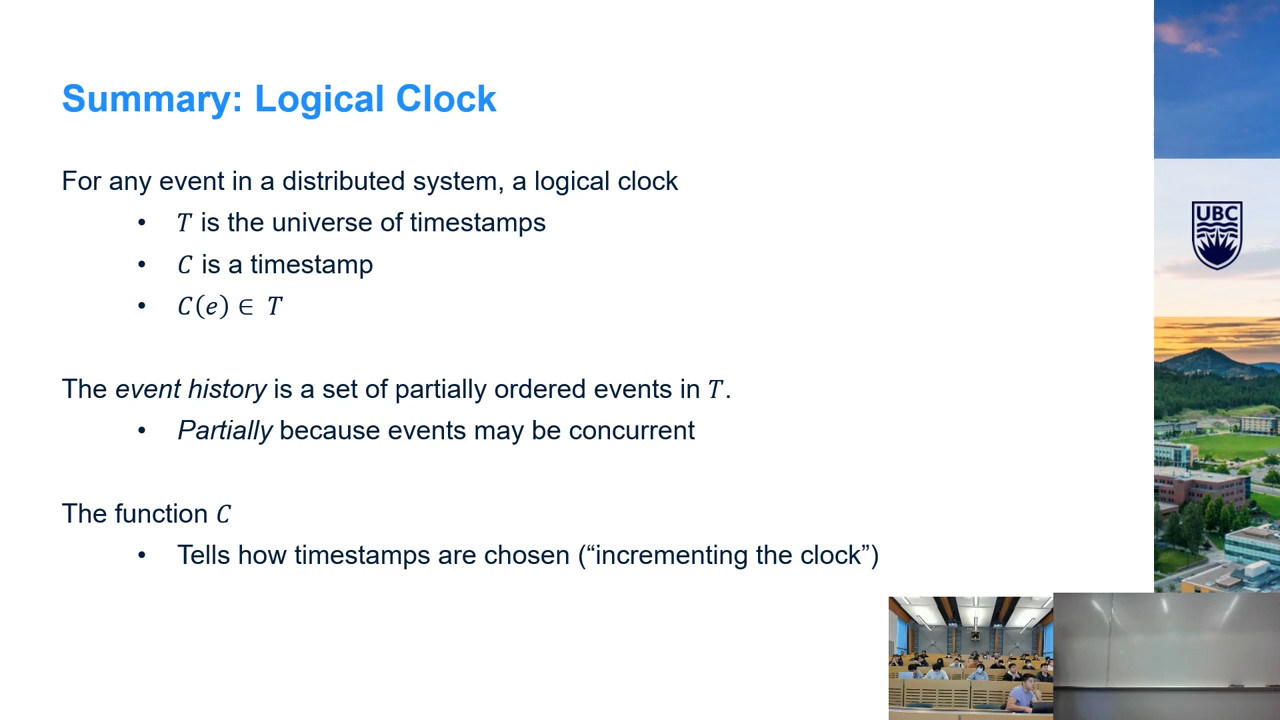 Summary: Logical Clock
For any event in a distributed system, a logical clock
• T is the universe of timestamps
• C is a timestamp
• C(e) ∈ T
The event history is a set of partially ordered events in T.
• Partially because events may be concurrent
The function C
• Tells how timestamps are chosen (“incrementing the clock”)
UBC